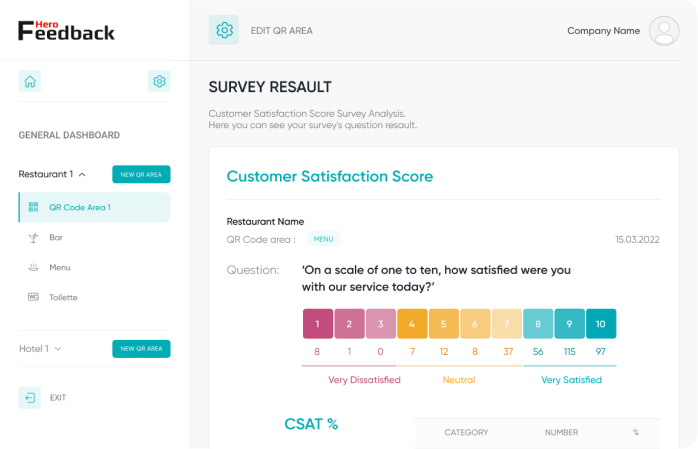 Hero
Feedback
EDIT QR AREA
Company Name
GENERAL DASHBOARD
Restaurant 1
NEW QR AREA
QR Code Area 1
Bar
Menu
WC
Toilette
Hotel 1
NEW QR AREA
EXIT
SURVEY RESAULT
Customer Satisfaction Score Survey Analysis.
Here you can see your survey's question resault.
Customer Satisfaction Score
Restaurant Name
QR Code area : MENU
15.03.2022
Question: 'On a scale of one to ten, how satisfied were you
with our service today?'
1 2 3 4 5 6 7 8 9 10
8 1 0 7 12 8 37 56 115 97
Very Dissatisfied Neutral Very Satisfied
CSAT %
CATEGORY NUMBER %